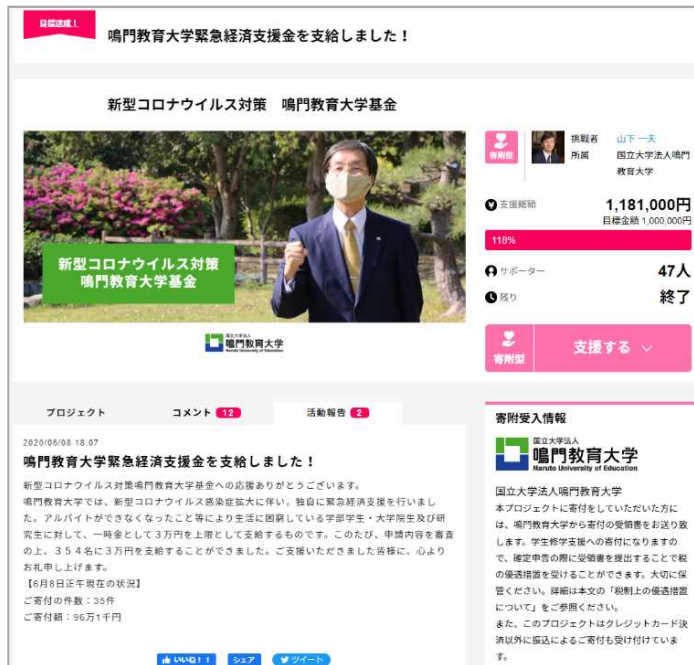 目標達成！
鳴門教育大学緊急経済支援金を支給しました！
新型コロナウイルス対策 鳴門教育大学基金
新型コロナウイルス対策
鳴門教育大学基金
国立大学法人
鳴門教育大学
Naruto University of Education
寄附型
挑戦者 山下 一夫
所属 国立大学法人鳴門
教育大学
支援総額 1,181,000円
目標金額 1,000,000円
118%
サポーター 47人
残り 終了
寄附型
支援する
プロジェクト コメント 12 活動報告 2
2020/06/08 18:07
鳴門教育大学緊急経済支援金を支給しました！
新型コロナウイルス対策鳴門教育大学基金への応援ありがとうございます。
鳴門教育大学では、新型コロナウイルス感染症拡大に伴い、独自に緊急経済支援を行いまし
た。アルバイトができなくなったこと等により生活に困窮している学部学生・大学院生及び研
究生に対して、一時金として３万円を上限として支給するものです。このたび、申請内容を審査
の上、３５４名に３万円を支給することができました。ご支援いただきました皆様に、心より
お礼申し上げます。
【6月8日正午現在の状況】
ご寄付の件数：35件
ご寄付額：96万1千円
いいね！ 1 シェア ツイート
寄附受入情報
国立大学法人
鳴門教育大学
Naruto University of Education
国立大学法人鳴門教育大学
本プロジェクトに寄付をしていただいた方に
は、鳴門教育大学から寄付の受領書をお送り致
します。学生修学支援への寄付になりますの
で、確定申告の際に受領書を提出することで税
の優遇措置を受けることができます。大切に保
管ください。詳細は本文の「税制上の優遇措置
について」をご参照ください。
また、このプロジェクトはクレジットカード決
済以外に振込によるご寄付も受け付けていま
す。